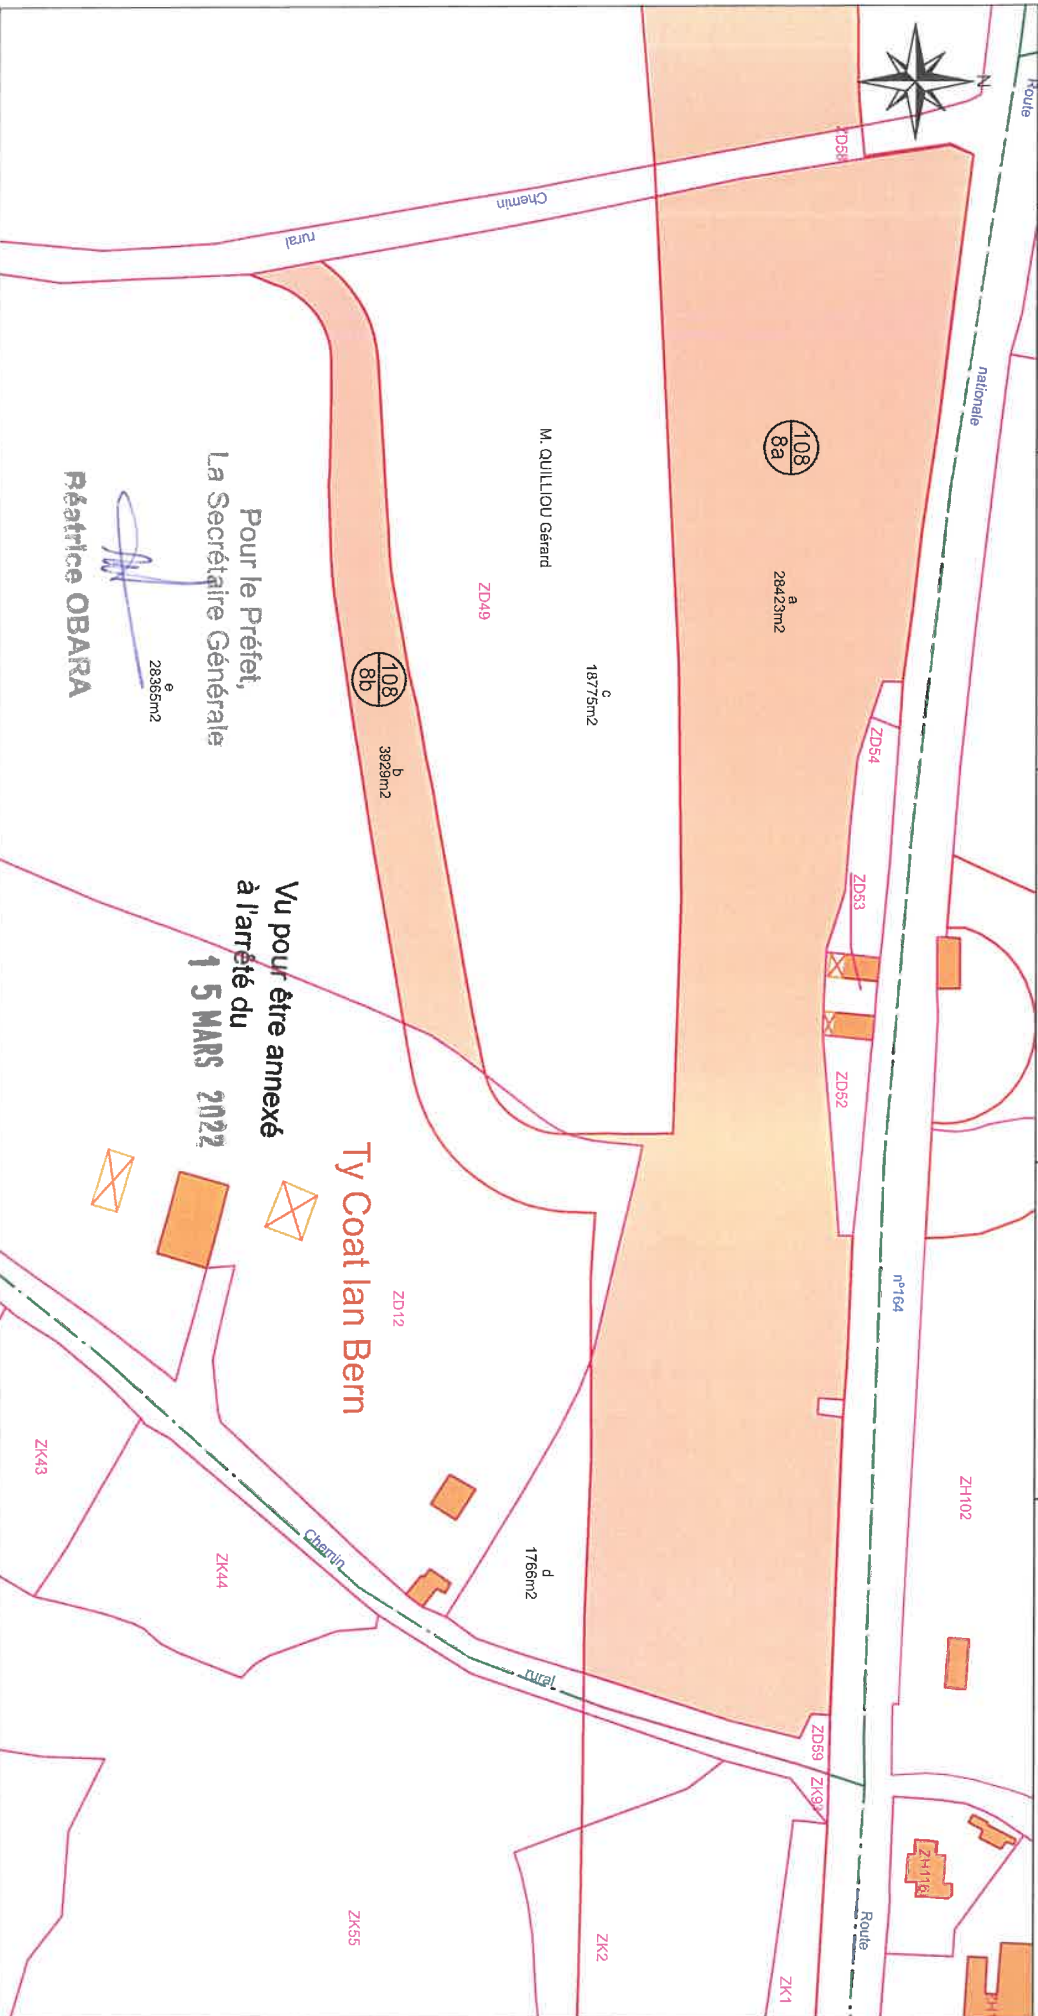 N
Route
nationale
n°164
Route
ZD58
Chemin
rural
108
8a
a
28423m2
M. QUILLIOU Gérard
ZD49
c
18775m2
108
8b
b
3929m2
ZD54
ZD53
ZD62
ZH102
ZH116
ZD59
ZK1
ZK2
ZK55
d
1766m2
ZD12
Ty Coat lan Bern
Chemin
rural
ZK44
ZK43
Pour le Préfet,
La Secrétaire Générale
Béatrice OBARA
e
28365m2
Vu pour être annexé
à l'arrêté du
15 MARS 2022